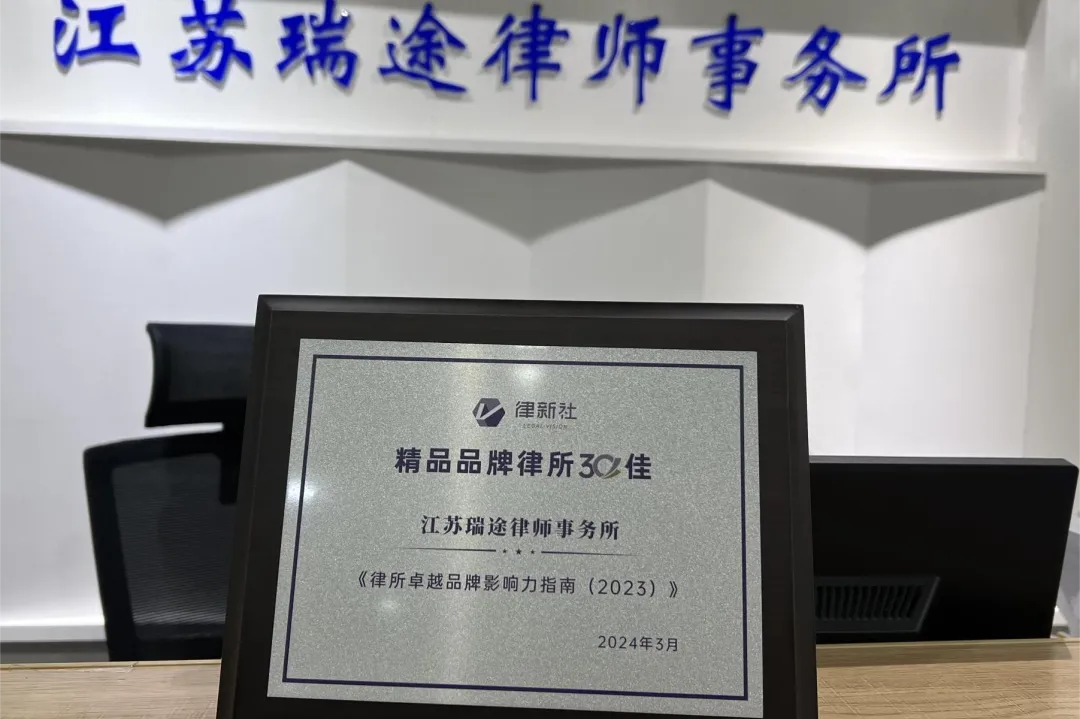 江苏瑞途律师事务所
律新社
LEGAL VISION
精品品牌律所30佳
江苏瑞途律师事务所
《律所卓越品牌影响力指南（2023）》
2024年3月